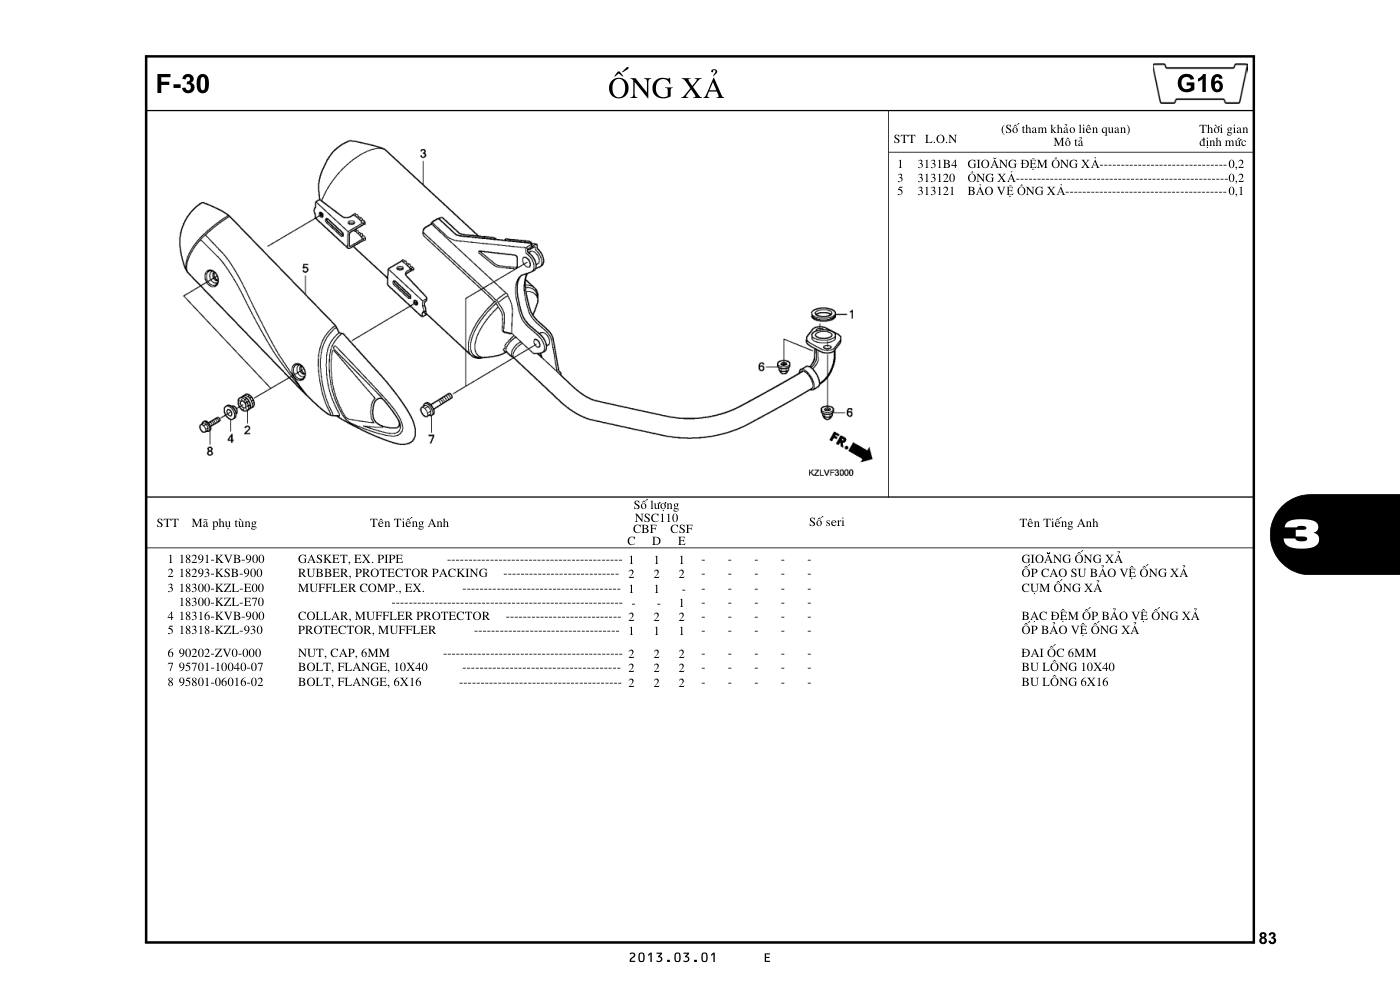 F-30 ỐNG XẢ G16
STT L.O.N (Số tham khảo liên quan) Mô tả Thời gian định mức
1 3131B4 GIOĂNG ĐỆM ỐNG XẢ------------------------------0,2
3 313120 ỐNG XẢ--------------------------------------------------0,2
5 313121 BẢO VỆ ỐNG XẢ--------------------------------------0,1
3
5
1
6
6
7
2
4
8
FR.
KZLVF3000
Số lượng
NSC110
STT Mã phụ tùng Tên Tiếng Anh CBF CSF Số seri Tên Tiếng Anh
C D E
1 18291-KVB-900 GASKET, EX. PIPE ----------------------------------------- 1 1 1 - - - - - GIOĂNG ỐNG XẢ
2 18293-KSB-900 RUBBER, PROTECTOR PACKING --------------------------- 2 2 2 - - - - - ỐP CAO SU BẢO VỆ ỐNG XẢ
3 18300-KZL-E00 MUFFLER COMP., EX. ------------------------------------- 1 1 - - - - - - CỤM ỐNG XẢ
18300-KZL-E70 ------------------------------------------------------ - - 1 - - - - -
4 18316-KVB-900 COLLAR, MUFFLER PROTECTOR --------------------------- 2 2 2 - - - - - BẠC ĐỆM ỐP BẢO VỆ ỐNG XẢ
5 18318-KZL-930 PROTECTOR, MUFFLER ---------------------------------- 1 1 1 - - - - - ỐP BẢO VỆ ỐNG XẢ
6 90202-ZV0-000 NUT, CAP, 6MM ------------------------------------------ 2 2 2 - - - - - ĐAI ỐC 6MM
7 95701-10040-07 BOLT, FLANGE, 10X40 ------------------------------------- 2 2 2 - - - - - BU LÔNG 10X40
8 95801-06016-02 BOLT, FLANGE, 6X16 -------------------------------------- 2 2 2 - - - - - BU LÔNG 6X16
3
83
2013.03.01 E